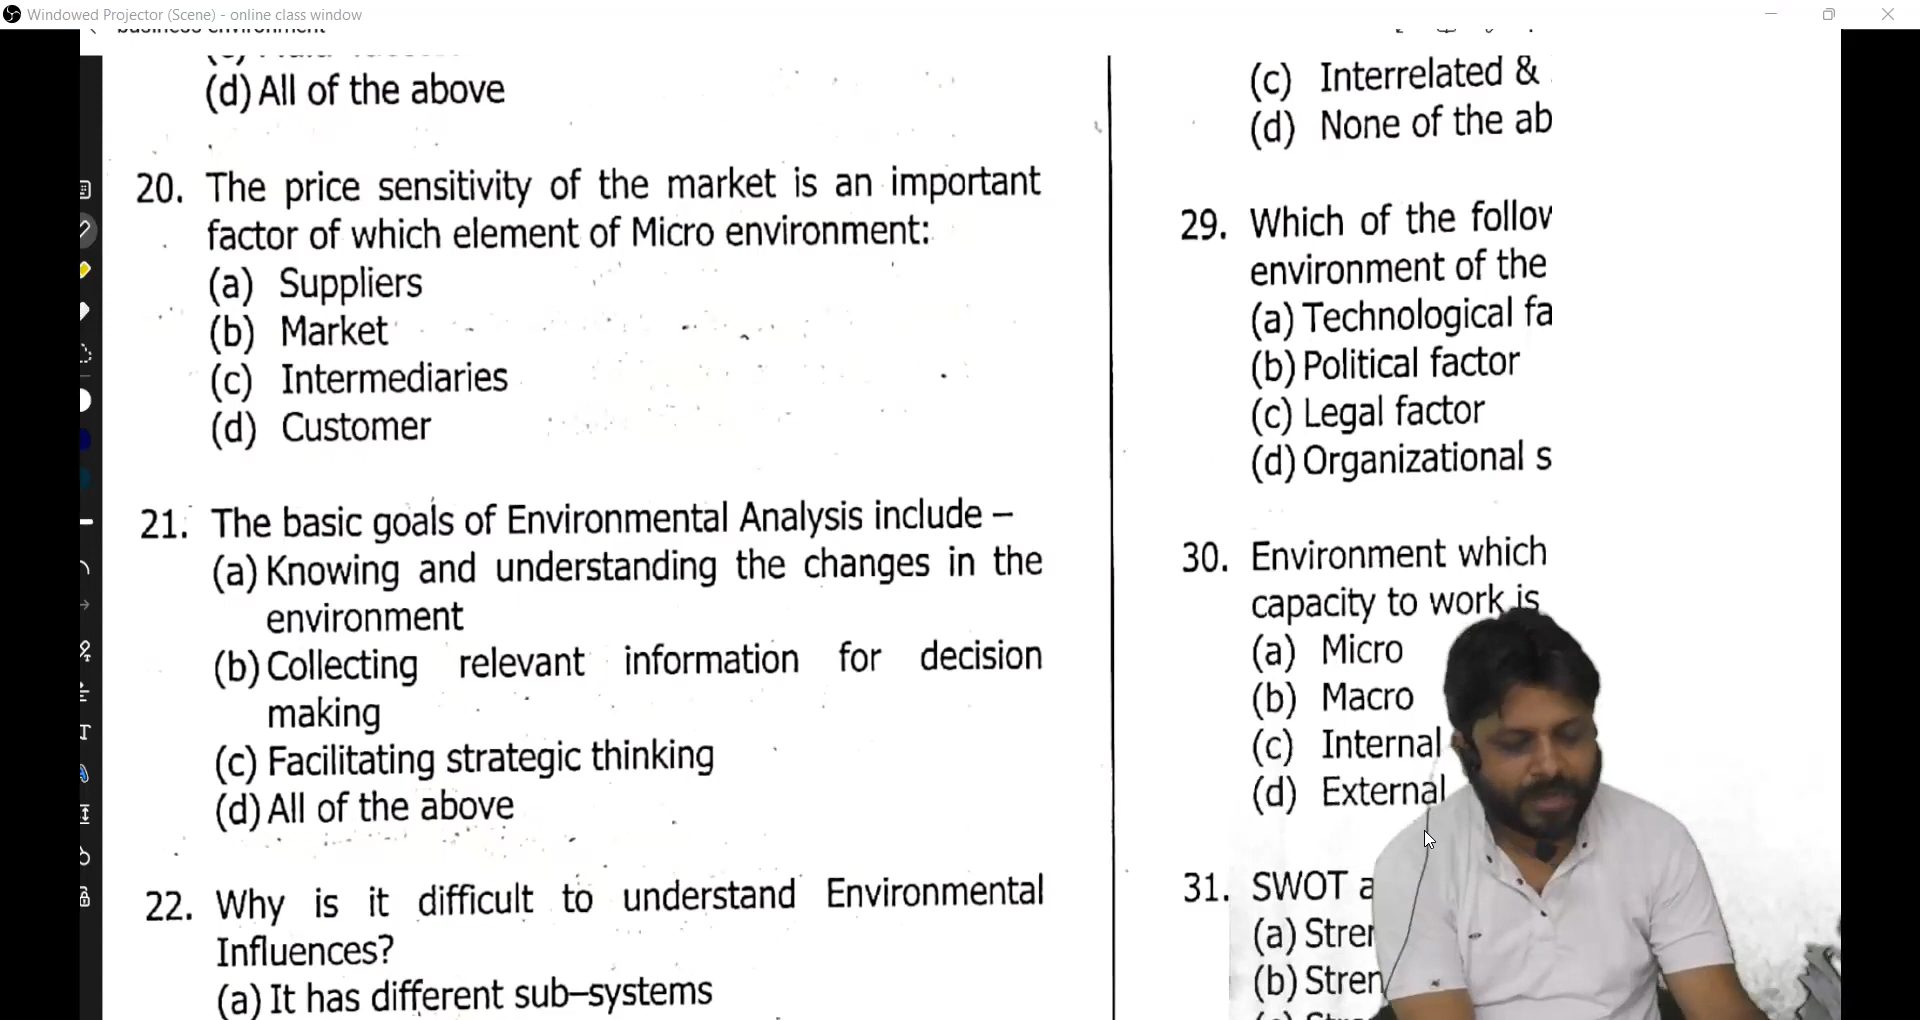 Windowed Projector (Scene) - online class window
business environment
(d) All of the above
20. The price sensitivity of the market is an important
factor of which element of Micro environment:
(a) Suppliers
(b) Market
(c) Intermediaries
(d) Customer
21. The basic goals of Environmental Analysis include –
(a) Knowing and understanding the changes in the
environment
(b) Collecting relevant information for decision
making
(c) Facilitating strategic thinking
(d) All of the above
22. Why is it difficult to understand Environmental
Influences?
(a) It has different sub–systems
(c) Interrelated &
(d) None of the ab
29. Which of the follow
environment of the
(a) Technological fa
(b) Political factor
(c) Legal factor
(d) Organizational s
30. Environment which
capacity to work is
(a) Micro
(b) Macro
(c) Internal
(d) External
31. SWOT a
(a) Stren
(b) Stren